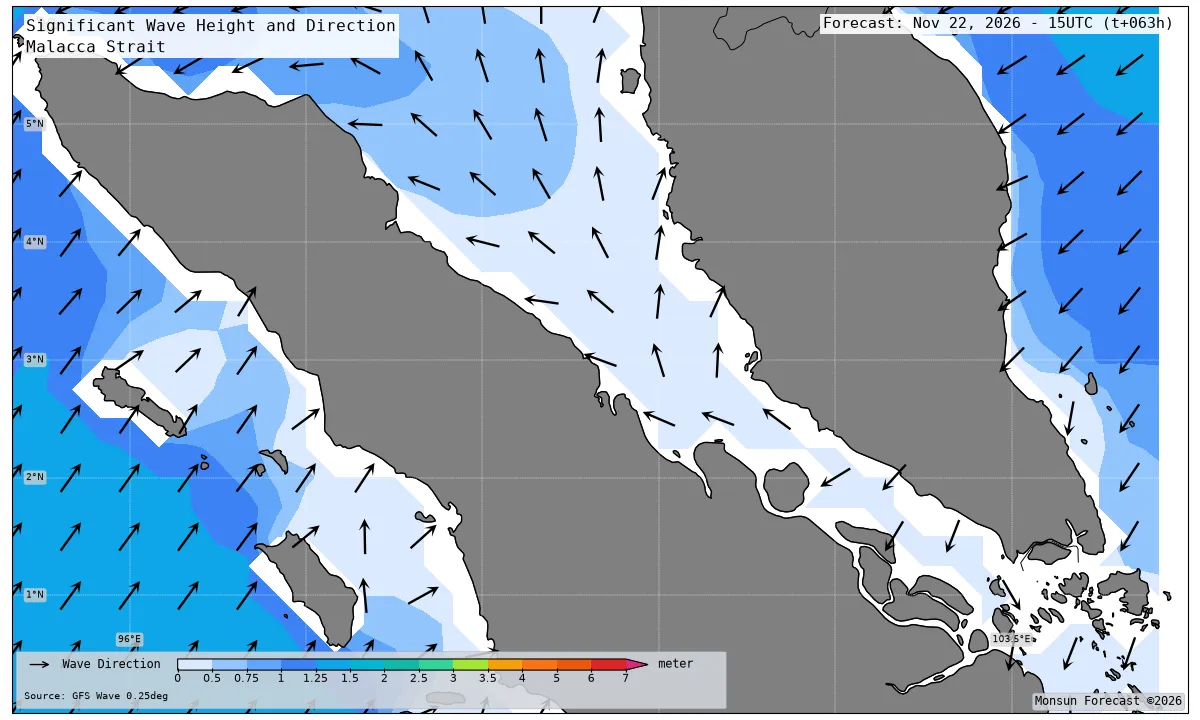 Significant Wave Height and Direction
Malacca Strait
Forecast: Nov 22, 2026 - 15UTC (t+063h)
5°N
4°N
3°N
2°N
1°N
96°E
103.5°E
Wave Direction
meter
0 0.5 0.75 1 1.25 1.5 2 2.5 3 3.5 4 5 6 7
Source: GFS Wave 0.25deg
Monsun Forecast ©2026